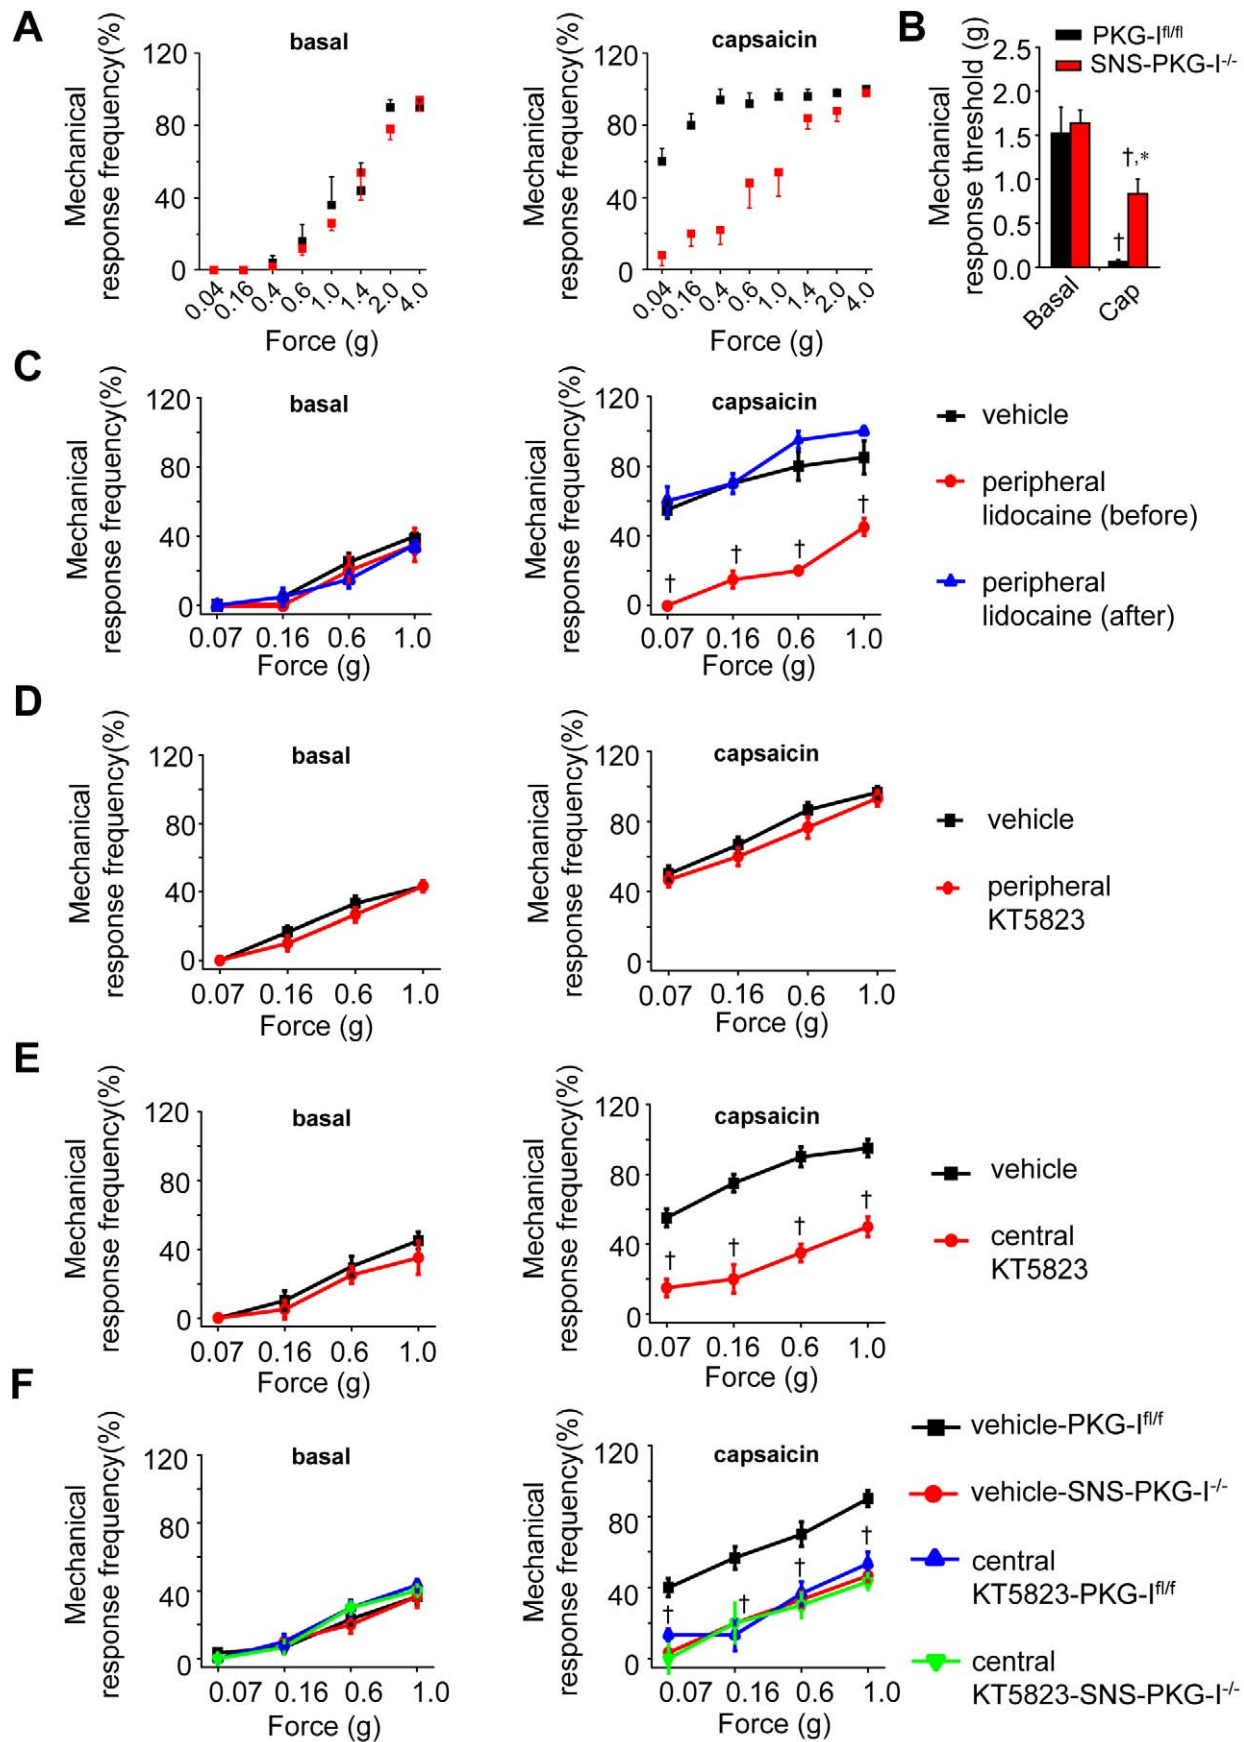 A
Mechanical
response frequency(%)
basal
120
80
40
0
0.04
0.16
0.4
0.6
1.0
1.4
2.0
4.0
Force (g)
Mechanical
response frequency(%)
capsaicin
120
80
40
0
0.04
0.16
0.4
0.6
1.0
1.4
2.0
4.0
Force (g)
B
Mechanical
response threshold (g)
PKG-Ifl/fl
SNS-PKG-I-/-
2.5
2.0
1.5
1.0
0.5
0.0
†
†,*
Basal
Cap
C
Mechanical
response frequency(%)
basal
120
80
40
0
0.07 0.16 0.6 1.0
Force (g)
Mechanical
response frequency(%)
capsaicin
120
80
40
0
† † † †
0.07 0.16 0.6 1.0
Force (g)
vehicle
peripheral
lidocaine (before)
peripheral
lidocaine (after)
D
Mechanical
response frequency(%)
basal
120
80
40
0
0.07 0.16 0.6 1.0
Force (g)
Mechanical
response frequency(%)
capsaicin
120
80
40
0
0.07 0.16 0.6 1.0
Force (g)
vehicle
peripheral
KT5823
E
Mechanical
response frequency(%)
basal
120
80
40
0
0.07 0.16 0.6 1.0
Force (g)
Mechanical
response frequency(%)
capsaicin
120
80
40
0
† † † †
0.07 0.16 0.6 1.0
Force (g)
vehicle
central
KT5823
F
Mechanical
response frequency(%)
basal
120
80
40
0
0.07 0.16 0.6 1.0
Force (g)
Mechanical
response frequency(%)
capsaicin
120
80
40
0
† † † †
0.07 0.16 0.6 1.0
Force (g)
vehicle-PKG-Ifl/f
vehicle-SNS-PKG-I-/-
central
KT5823-PKG-Ifl/f
central
KT5823-SNS-PKG-I-/-